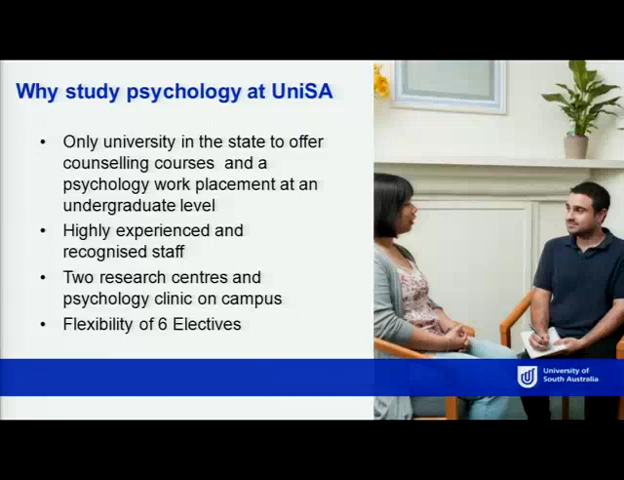 Why study psychology at UniSA
• Only university in the state to offer
counselling courses and a
psychology work placement at an
undergraduate level
• Highly experienced and
recognised staff
• Two research centres and
psychology clinic on campus
• Flexibility of 6 Electives
University of
South Australia